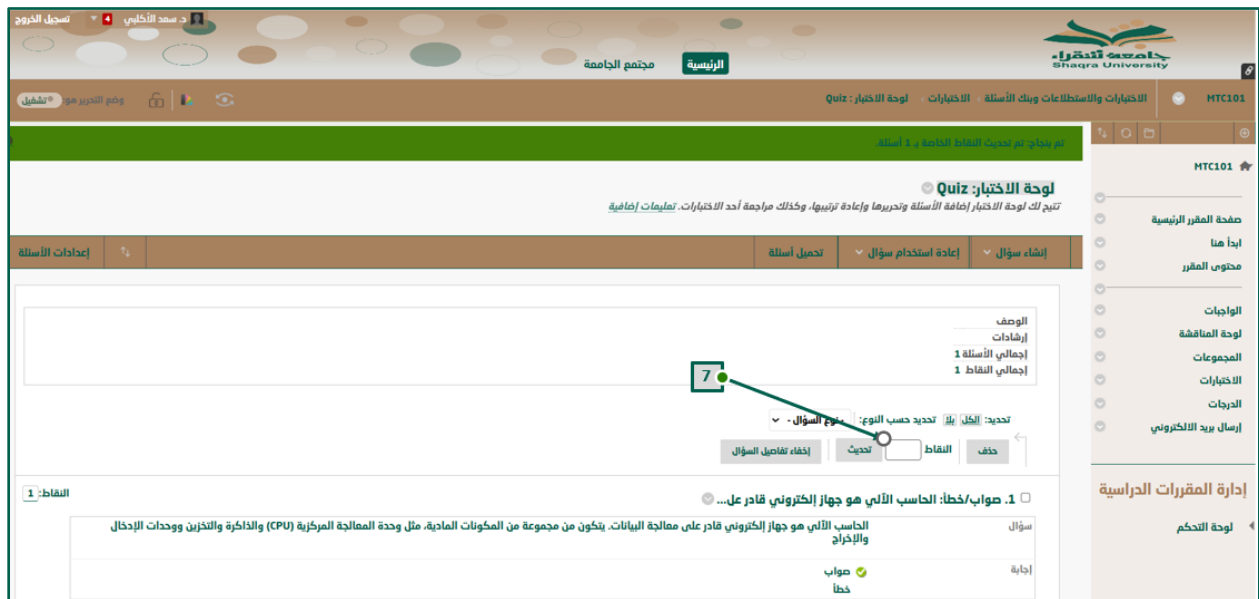 د. سعد الأكلبي 4 تسجيل الخروج
جامعة شقراء
Shaqra University
الرئيسية مجتمع الجامعة
MTC101 الاختبارات والاستطلاعات وبنك الأسئلة الاختبارات لوحة الاختبار : Quiz
وضع التحرير هو: تشغيل
تم بنجاح: تم تحديث النقاط الخاصة بـ 1 أسئلة.
MTC101
صفحة المقرر الرئيسية
ابدأ هنا
محتوى المقرر
الواجبات
لوحة المناقشة
المجموعات
الاختبارات
الدرجات
إرسال بريد الالكتروني
إدارة المقررات الدراسية
لوحة التحكم
لوحة الاختبار: Quiz
تتيح لك لوحة الاختبار إضافة الأسئلة وتحريرها وإعادة ترتيبها، وكذلك مراجعة أحد الاختبارات. تعليمات إضافية
إنشاء سؤال إعادة استخدام سؤال تحميل أسئلة إعدادات الأسئلة
الوصف
إرشادات
إجمالي الأسئلة 1
إجمالي النقاط 1
7
تحديد: الكل بلا تحديد حسب النوع: - نوع السؤال -
حذف النقاط تحديث إخفاء تفاصيل السؤال
1. صواب/خطأ: الحاسب الآلي هو جهاز إلكتروني قادر عل... النقاط: 1
سؤال الحاسب الآلي هو جهاز إلكتروني قادر على معالجة البيانات. يتكون من مجموعة من المكونات المادية، مثل وحدة المعالجة المركزية (CPU) والذاكرة والتخزين ووحدات الإدخال
والإخراج
إجابة صواب
خطأ